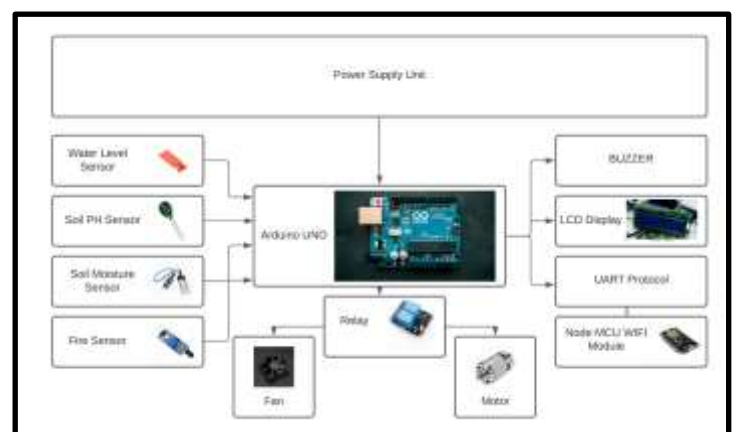 Power Supply Unit
Water Level
Sensor
BUZZER
Soil PH Sensor
Arduino UNO
LCD Display
Soil Moisture
Sensor
UART Protocol
Relay
Fire Sensor
Node MCU WIFI
Module
Fan
Motor